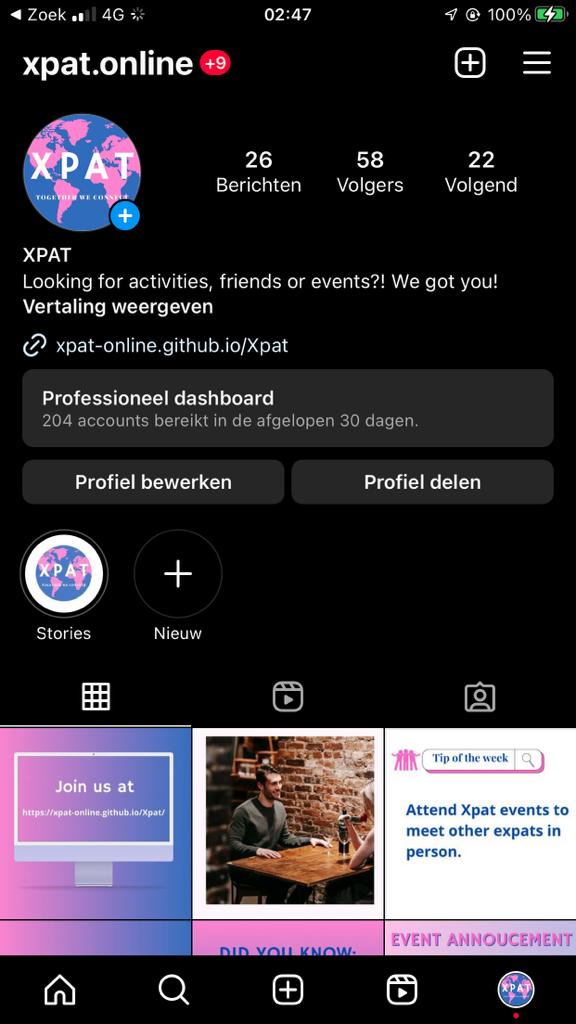 Zoek 4G 02:47 100%
xpat.online +9
XPAT
TOGETHER WE CONNECT
26 58 22
Berichten Volgers Volgend
XPAT
Looking for activities, friends or events?! We got you!
Vertaling weergeven
xpat-online.github.io/Xpat
Professioneel dashboard
204 accounts bereikt in de afgelopen 30 dagen.
Profiel bewerken Profiel delen
XPAT
Stories Nieuw
Join us at
https://xpat-online.github.io/Xpat/
Tip of the week
Attend Xpat events to
meet other expats in
person.
DID YOU KNOW:
EVENT ANNOUCEMENT
XPAT